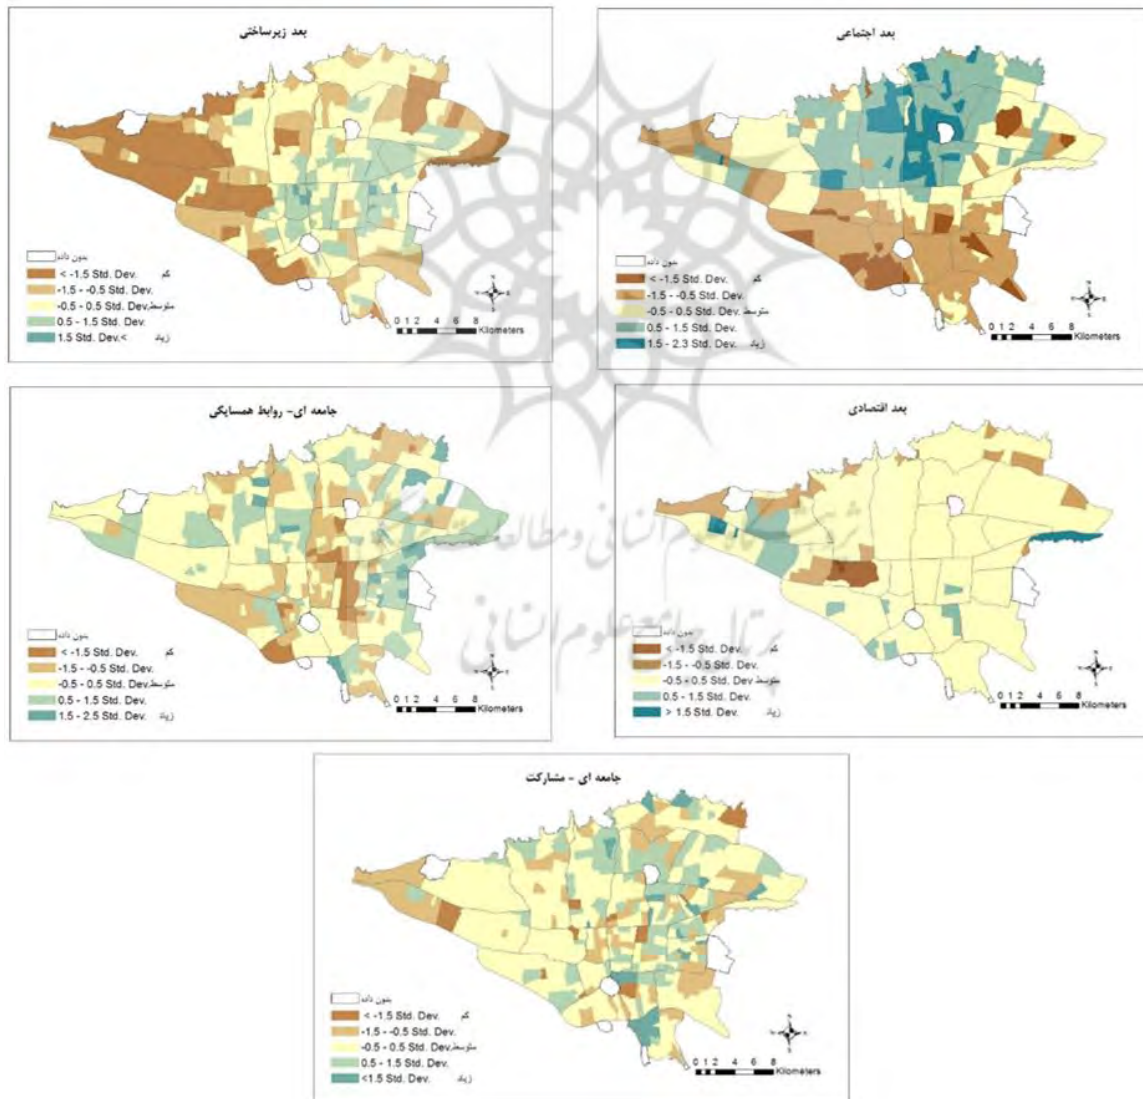 بعد زیرساختی
بدون داده
< -1.5 Std. Dev. کم
-1.5 - -0.5 Std. Dev.
-0.5 - 0.5 Std. Dev. متوسط
0.5 - 1.5 Std. Dev.
1.5 Std. Dev.< زیاد
0 1 2 4 6 8
Kilometers
بعد اجتماعی
بدون داده
< -1.5 Std. Dev. کم
-1.5 - -0.5 Std. Dev.
-0.5 - 0.5 Std. Dev. متوسط
0.5 - 1.5 Std. Dev.
1.5 - 2.3 Std. Dev. زیاد
0 1 2 4 6 8
Kilometers
جامعه ای- روابط همسایگی
بدون داده
< -1.5 Std. Dev. کم
-1.5 - -0.5 Std. Dev.
-0.5 - 0.5 Std. Dev. متوسط
0.5 - 1.5 Std. Dev.
1.5 - 2.5 Std. Dev. زیاد
0 1 2 4 6 8
Kilometers
بعد اقتصادی
بدون داده
< -1.5 Std. Dev. کم
-1.5 - -0.5 Std. Dev.
-0.5 - 0.5 Std. Dev. متوسط
0.5 - 1.5 Std. Dev.
> 1.5 Std. Dev. زیاد
0 1 2 4 6 8
Kilometers
پژوهشگاه علوم انسانی و مطالعات فرهنگی
پرتال جامع علوم انسانی
جامعه ای - مشارکت
بدون داده
< -1.5 Std. Dev. کم
-1.5 - -0.5 Std. Dev.
-0.5 - 0.5 Std. Dev. متوسط
0.5 - 1.5 Std. Dev.
<1.5 Std. Dev. زیاد
0 1 2 4 6 8
Kilometers